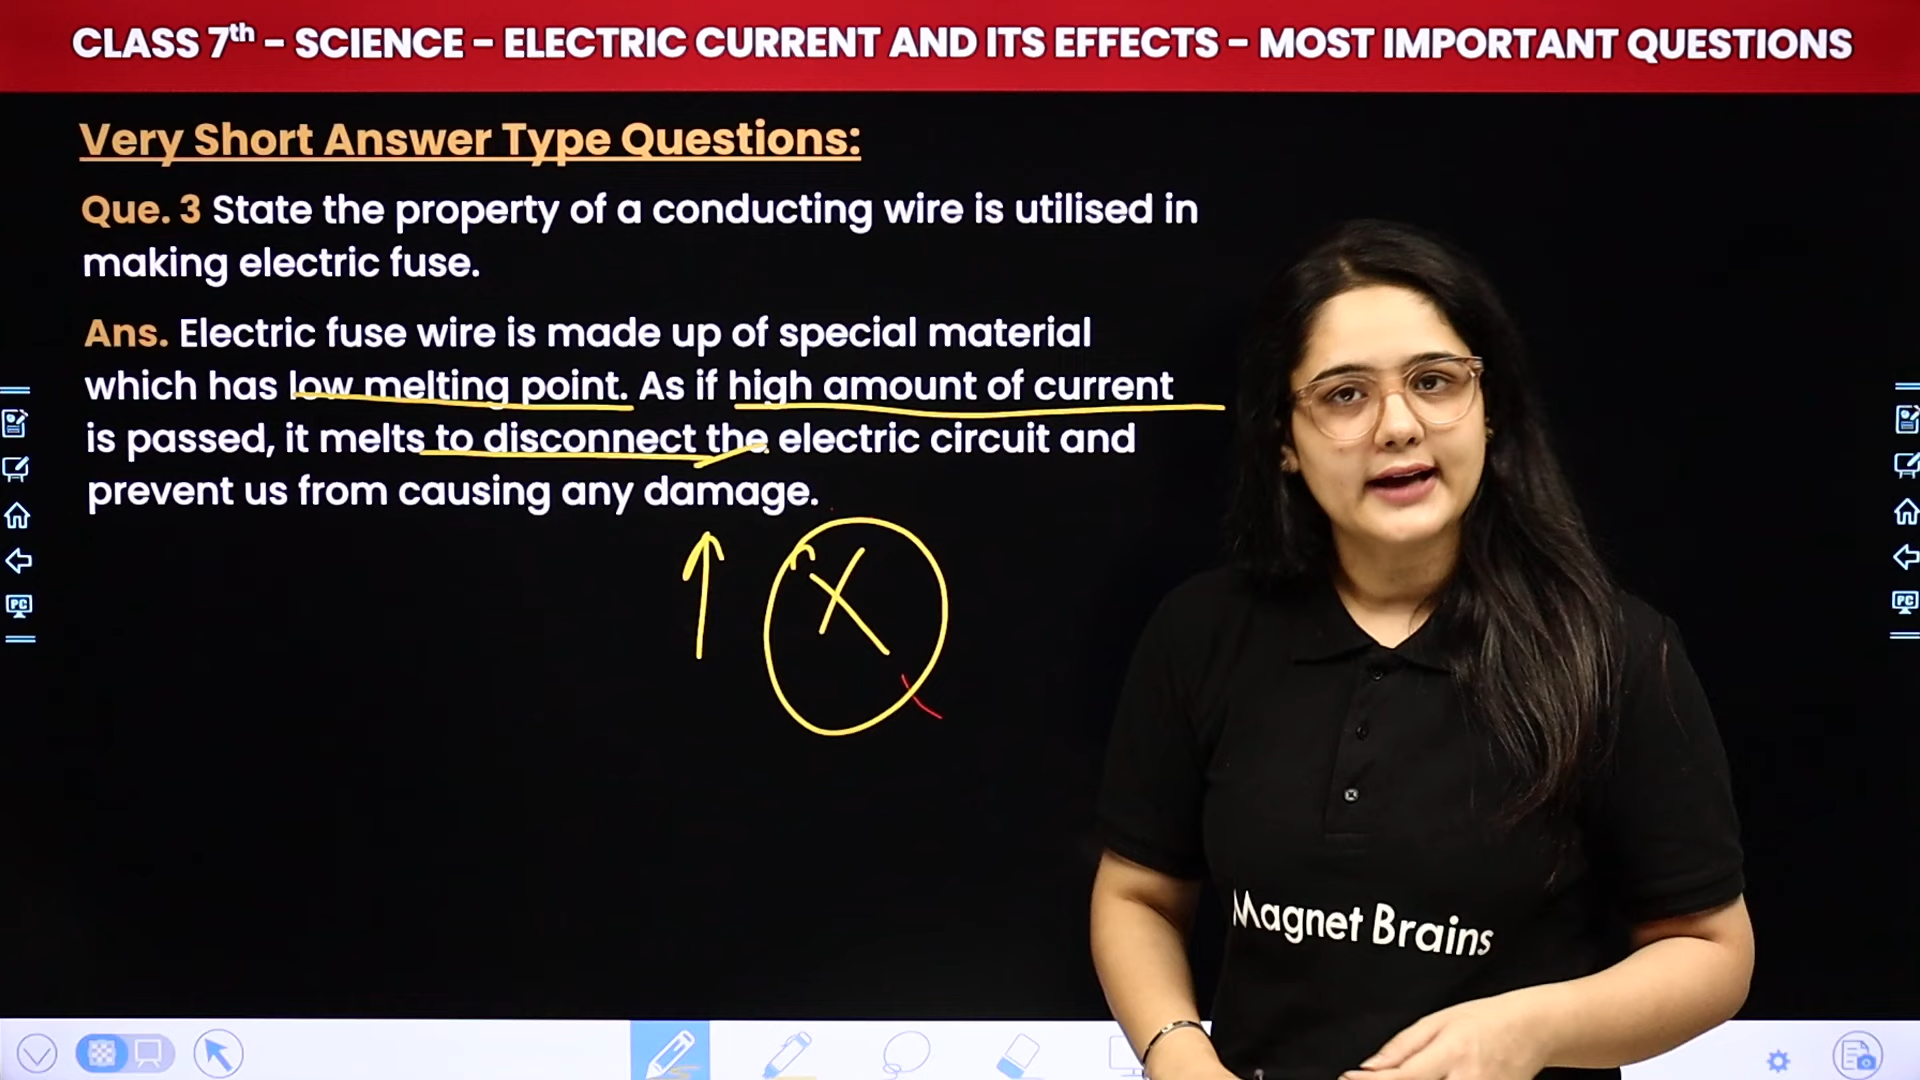 CLASS 7th - SCIENCE - ELECTRIC CURRENT AND ITS EFFECTS - MOST IMPORTANT QUESTIONS
Very Short Answer Type Questions:
Que. 3 State the property of a conducting wire is utilised in
making electric fuse.
Ans. Electric fuse wire is made up of special material
which has low melting point. As if high amount of current
is passed, it melts to disconnect the electric circuit and
prevent us from causing any damage.
X
PC
PC
Magnet Brains